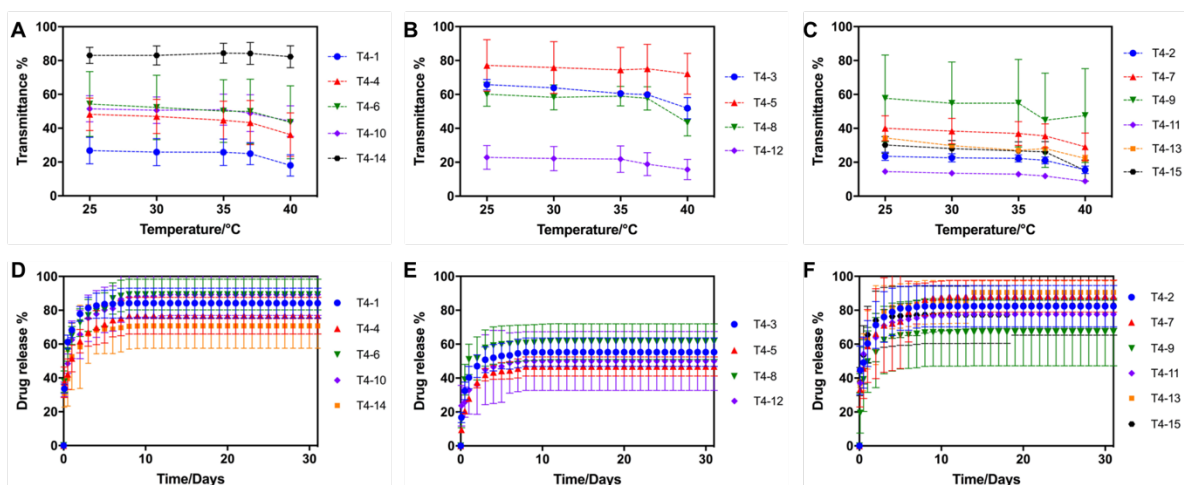 A
Transmittance %
100
80
60
40
20
0
25 30 35 40
Temperature/°C
T4-1
T4-4
T4-6
T4-10
T4-14
B
Transmittance %
100
80
60
40
20
0
25 30 35 40
Temperature/°C
T4-3
T4-5
T4-8
T4-12
C
Transmittance %
100
80
60
40
20
0
25 30 35 40
Temperature/°C
T4-2
T4-7
T4-9
T4-11
T4-13
T4-15
D
Drug release %
100
80
60
40
20
0
0 10 20 30
Time/Days
T4-1
T4-4
T4-6
T4-10
T4-14
E
Drug release %
100
80
60
40
20
0
0 10 20 30
Time/Days
T4-3
T4-5
T4-8
T4-12
F
Drug release %
100
80
60
40
20
0
0 10 20 30
Time/Days
T4-2
T4-7
T4-9
T4-11
T4-13
T4-15